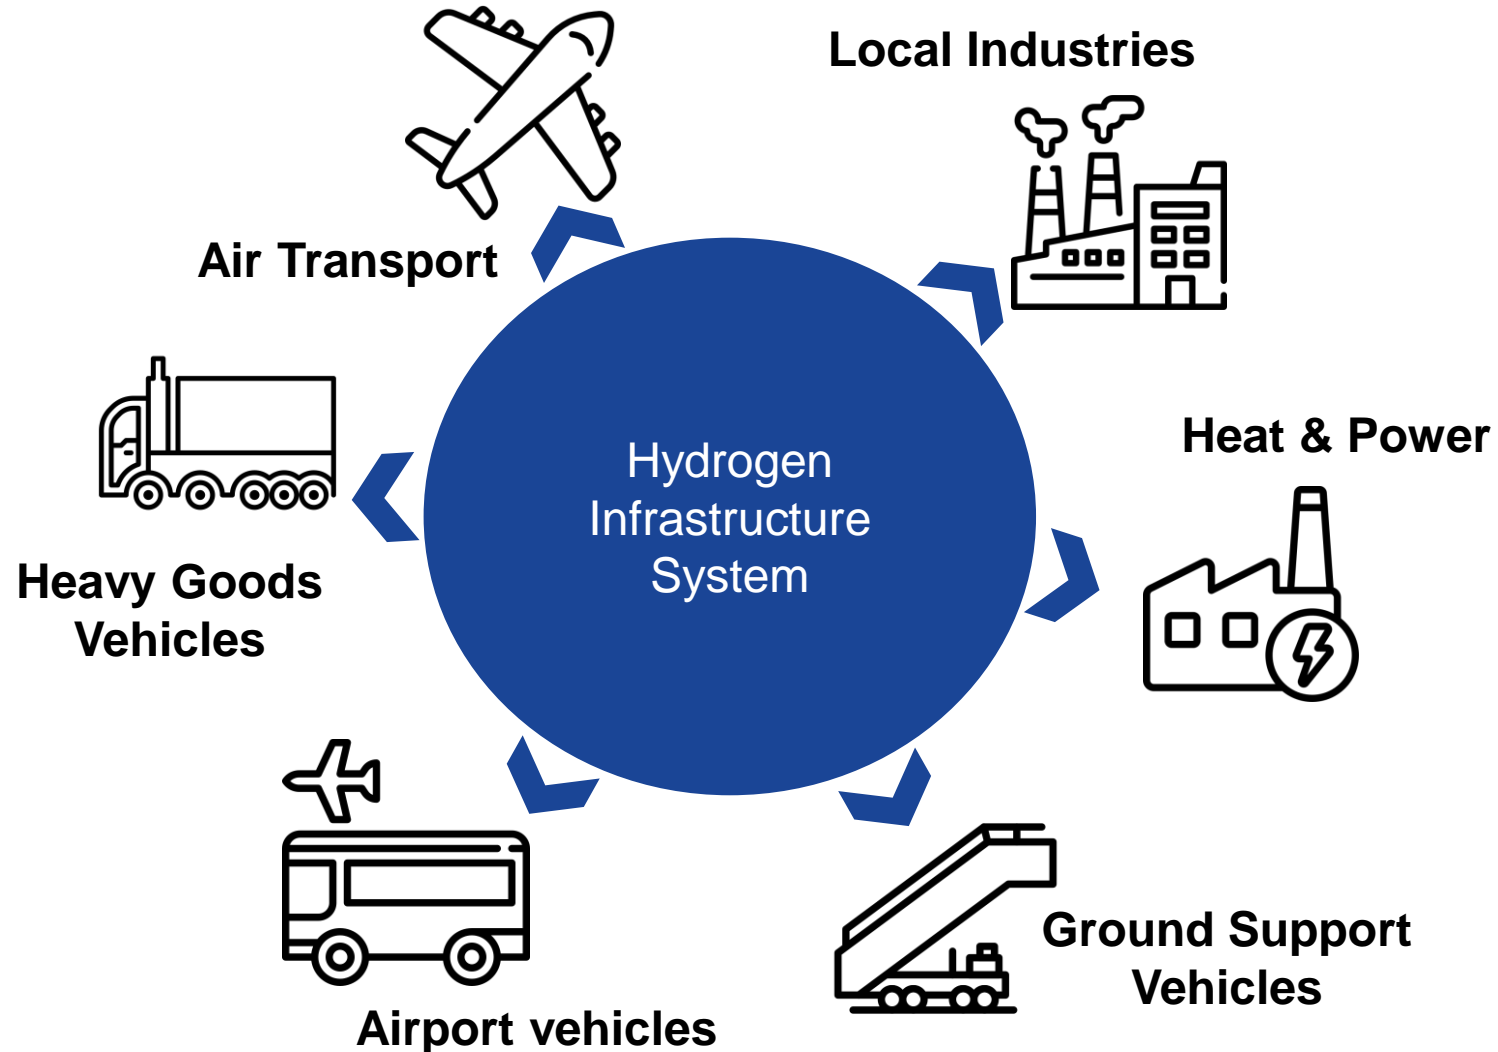 Local Industries
Air Transport
Heat & Power
Hydrogen
Infrastructure
System
Heavy Goods
Vehicles
Ground Support
Vehicles
Airport vehicles